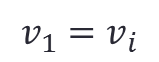 v₁ = vᵢ